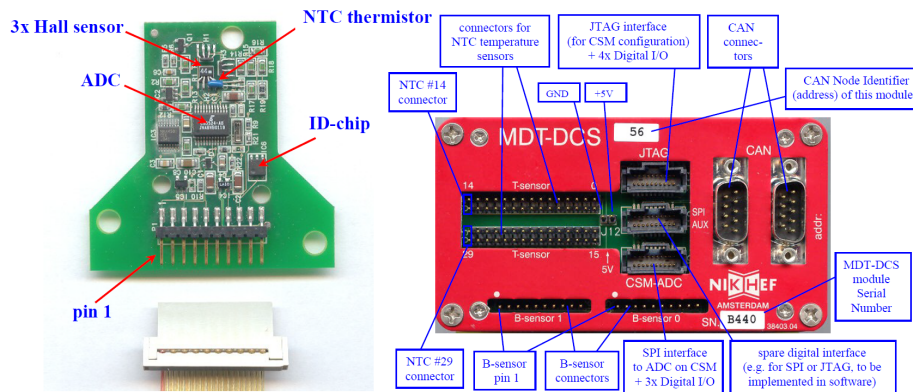 3x Hall sensor
NTC thermistor
ADC
ID-chip
pin 1
P1
connectors for
NTC temperature
sensors
JTAG interface
(for CSM configuration)
+ 4x Digital I/O
CAN
connec-
tors
NTC #14
connector
GND
+5V
CAN Node Identifier
(address) of this module
MDT-DCS
56
JTAG
CAN
14
T-sensor
0
SPI
AUX
addr:
J12
29
T-sensor
15
5V
CSM-ADC
NIKHEF
AMSTERDAM
B-sensor 1
B-sensor 0
SN:
B440
38403.04
MDT-DCS
module
Serial
Number
NTC #29
connector
B-sensor
pin 1
B-sensor
connectors
SPI interface
to ADC on CSM
+ 3x Digital I/O
spare digital interface
(e.g. for SPI or JTAG, to be
implemented in software)